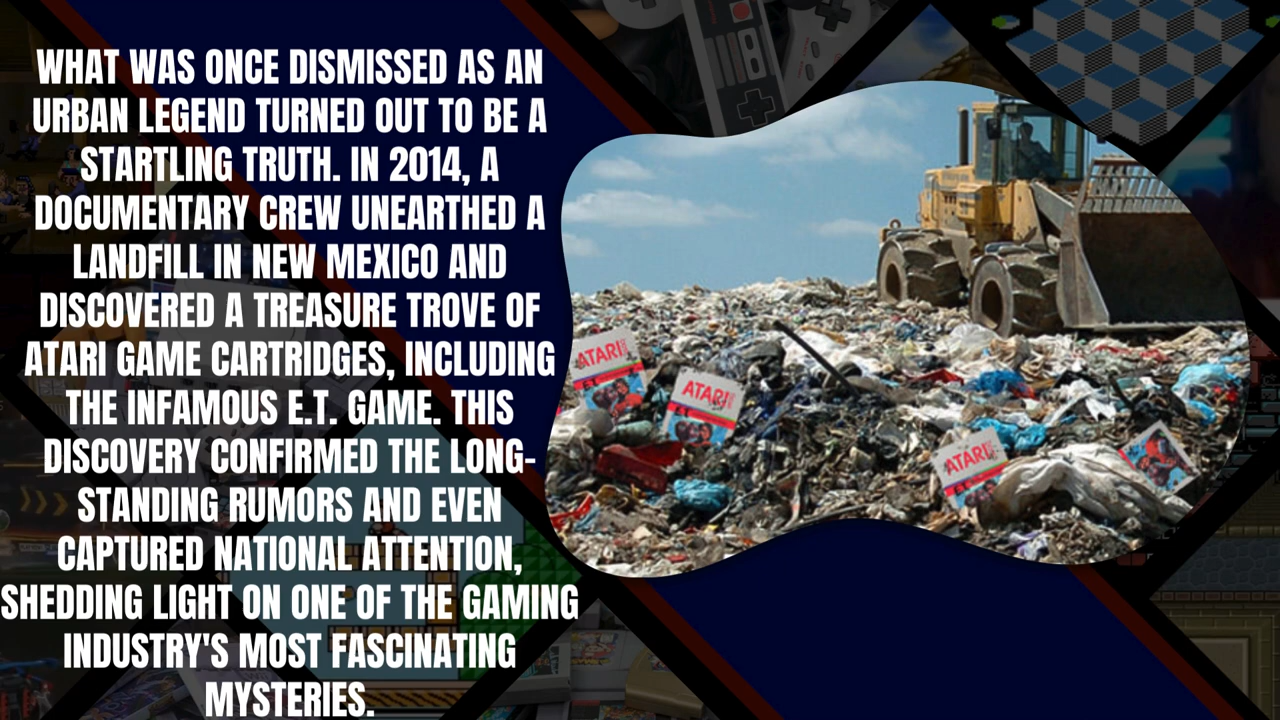 WHAT WAS ONCE DISMISSED AS AN
URBAN LEGEND TURNED OUT TO BE A
STARTLING TRUTH. IN 2014, A
DOCUMENTARY CREW UNEARTHED A
LANDFILL IN NEW MEXICO AND
DISCOVERED A TREASURE TROVE OF
ATARI GAME CARTRIDGES, INCLUDING
THE INFAMOUS E.T. GAME. THIS
DISCOVERY CONFIRMED THE LONG-
STANDING RUMORS AND EVEN
CAPTURED NATIONAL ATTENTION,
SHEDDING LIGHT ON ONE OF THE GAMING
INDUSTRY'S MOST FASCINATING
MYSTERIES.
ATARI
ATARI
ATARI